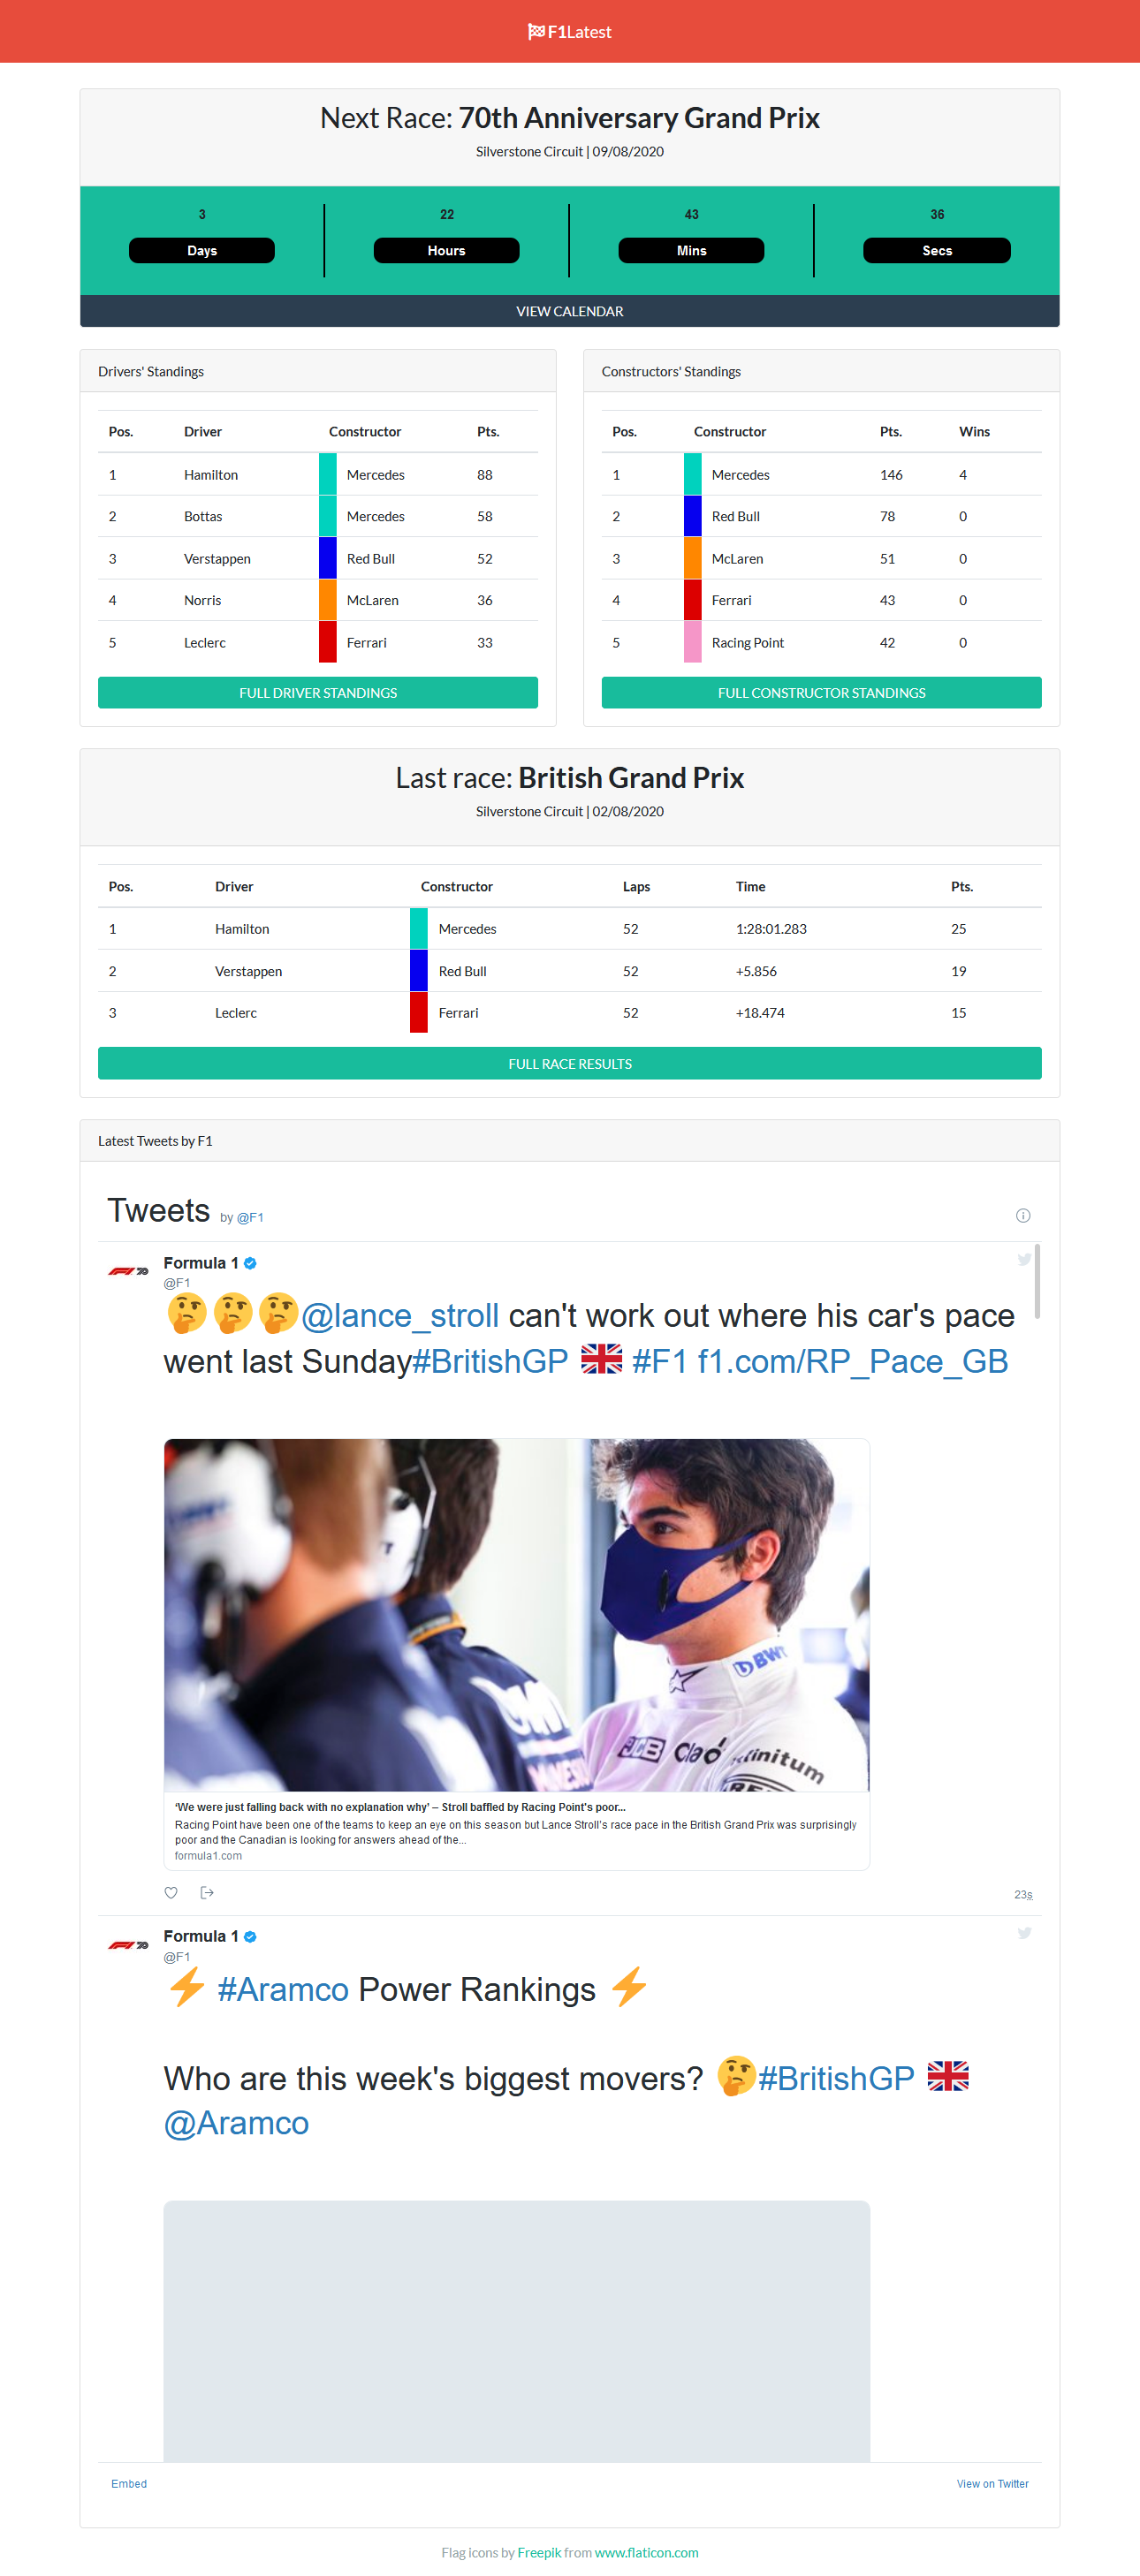 F1Latest
Next Race: 70th Anniversary Grand Prix
Silverstone Circuit | 09/08/2020
3 22 43 36
Days Hours Mins Secs
VIEW CALENDAR
Drivers' Standings
Pos. Driver Constructor Pts.
1 Hamilton Mercedes 88
2 Bottas Mercedes 58
3 Verstappen Red Bull 52
4 Norris McLaren 36
5 Leclerc Ferrari 33
FULL DRIVER STANDINGS
Constructors' Standings
Pos. Constructor Pts. Wins
1 Mercedes 146 4
2 Red Bull 78 0
3 McLaren 51 0
4 Ferrari 43 0
5 Racing Point 42 0
FULL CONSTRUCTOR STANDINGS
Last race: British Grand Prix
Silverstone Circuit | 02/08/2020
Pos. Driver Constructor Laps Time Pts.
1 Hamilton Mercedes 52 1:28:01.283 25
2 Verstappen Red Bull 52 +5.856 19
3 Leclerc Ferrari 52 +18.474 15
FULL RACE RESULTS
Latest Tweets by F1
Tweets by @F1
Formula 1
@F1
🤔🤔🤔@lance_stroll can't work out where his car's pace
went last Sunday#BritishGP 🇬🇧 #F1 f1.com/RP_Pace_GB
BWT
JCB Claó
‘We were just falling back with no explanation why’ – Stroll baffled by Racing Point's poor...
Racing Point have been one of the teams to keep an eye on this season but Lance Stroll’s race pace in the British Grand Prix was surprisingly
poor and the Canadian is looking for answers ahead of the...
formula1.com
23s
Formula 1
@F1
⚡ #Aramco Power Rankings ⚡
Who are this week's biggest movers? 🤔#BritishGP 🇬🇧
@Aramco
Embed View on Twitter
Flag icons by Freepik from www.flaticon.com